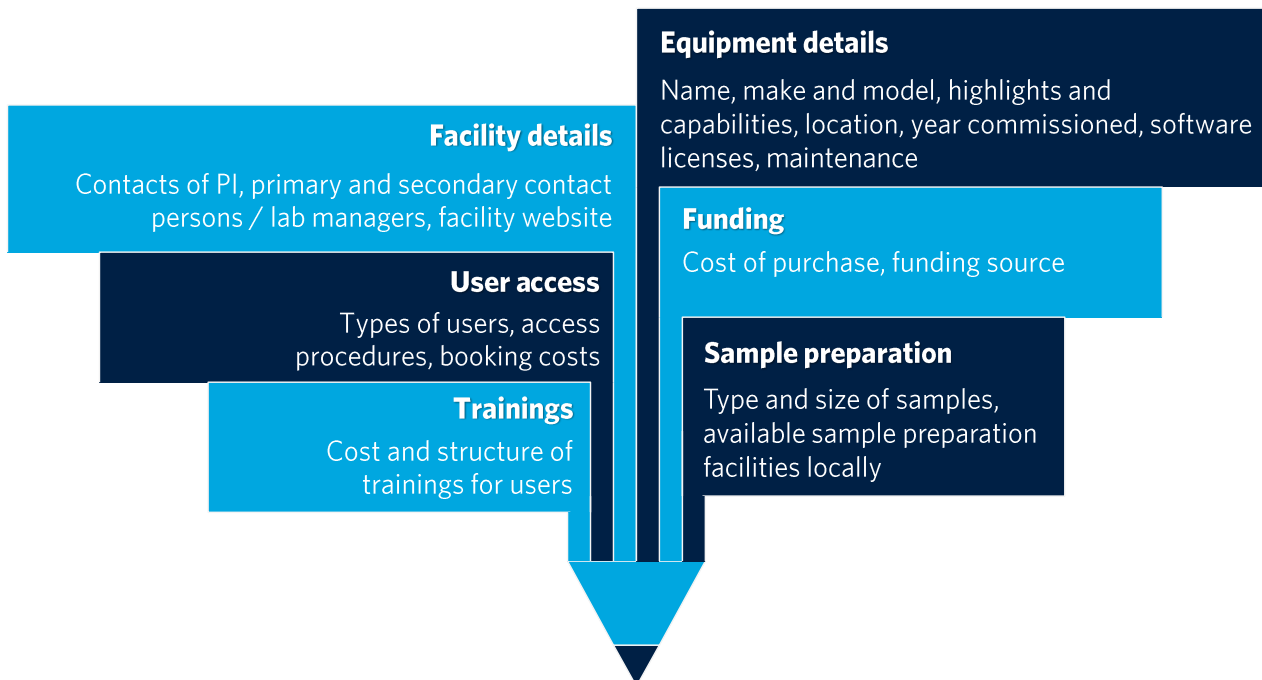 Facility details
Contacts of PI, primary and secondary contact
persons / lab managers, facility website
User access
Types of users, access
procedures, booking costs
Trainings
Cost and structure of
trainings for users
Equipment details
Name, make and model, highlights and
capabilities, location, year commissioned, software
licenses, maintenance
Funding
Cost of purchase, funding source
Sample preparation
Type and size of samples,
available sample preparation
facilities locally